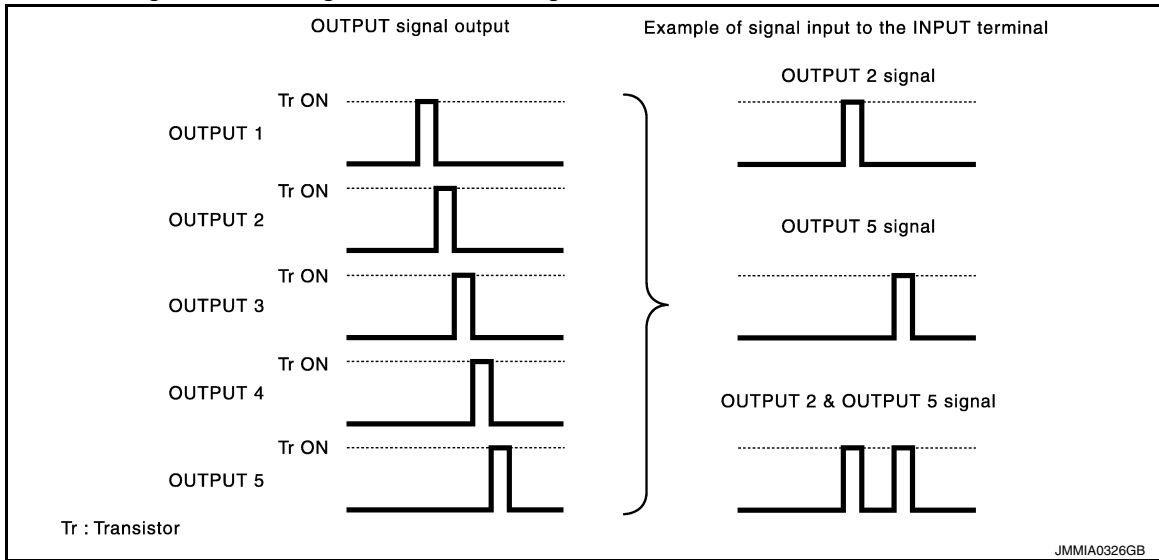 OUTPUT signal output
Example of signal input to the INPUT terminal
Tr ON
OUTPUT 1
Tr ON
OUTPUT 2
Tr ON
OUTPUT 3
Tr ON
OUTPUT 4
Tr ON
OUTPUT 5
OUTPUT 2 signal
OUTPUT 5 signal
OUTPUT 2 & OUTPUT 5 signal
Tr : Transistor
JMMIA0326GB